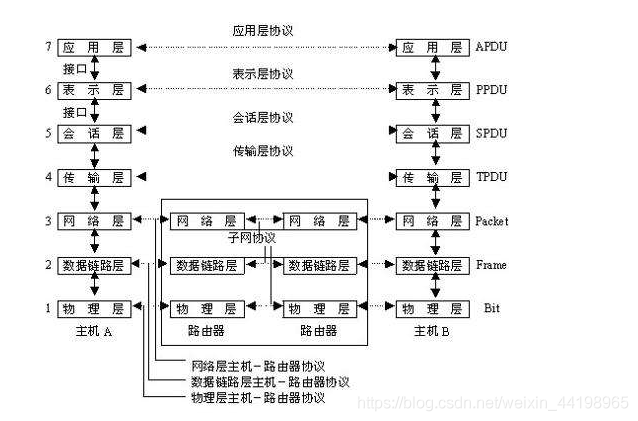 应用层协议
7 应用层 应用层 APDU
接口
表示层协议
6 表示层 表示层 PPDU
接口
会话层协议
5 会话层 会话层 SPDU
传输层协议
4 传输层 传输层 TPDU
3 网络层 网络层 网络层 网络层 Packet
子网协议
2 数据链路层 数据链路层 数据链路层 数据链路层 Frame
1 物理层 物理层 物理层 物理层 Bit
主机A 路由器 路由器 主机B
网络层主机-路由器协议
数据链路层主机-路由器协议
物理层主机-路由器协议
https://blog.csdn.net/weixin_44198965